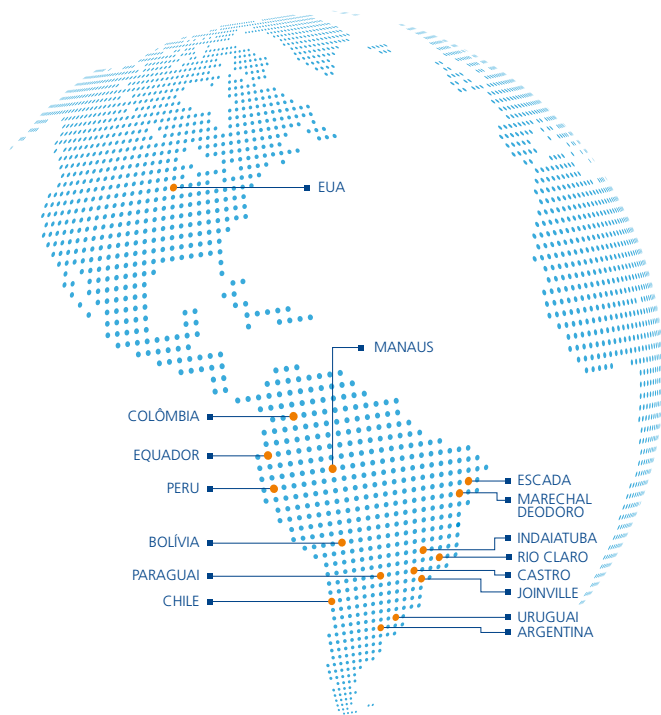 EUA
MANAUS
COLÔMBIA
EQUADOR
PERU
ESCADA
MARECHAL
DEODORO
INDAIATUBA
BOLÍVIA
RIO CLARO
PARAGUAI
CASTRO
JOINVILLE
CHILE
URUGUAI
ARGENTINA